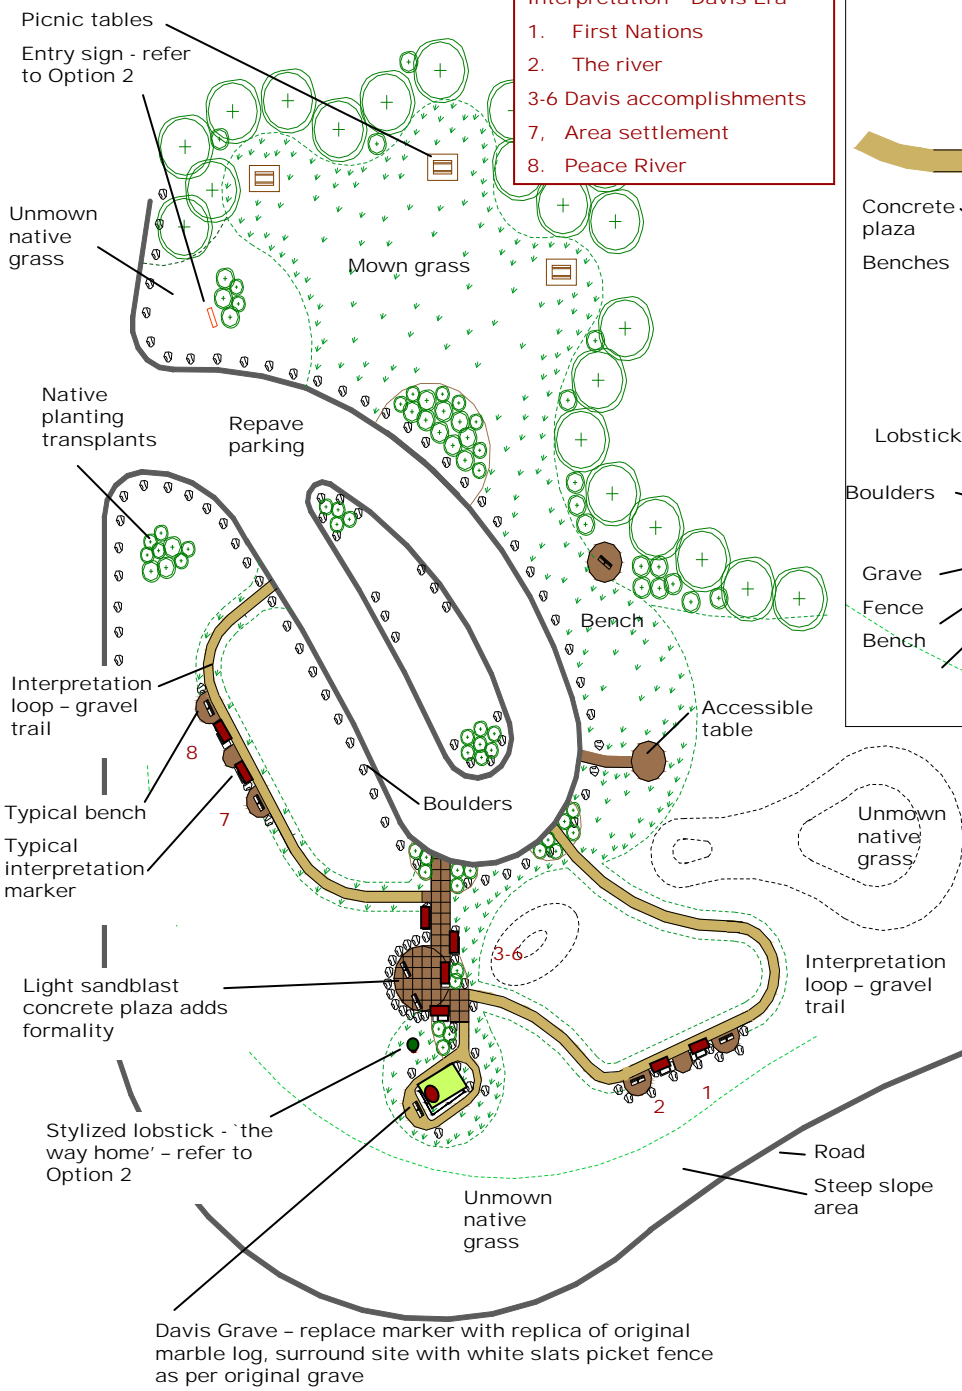 Picnic tables
Entry sign - refer
to Option 2
Interpretation - Davis Era
1. First Nations
2. The river
3-6 Davis accomplishments
7, Area settlement
8. Peace River
Unmown
native
grass
Mown grass
Concrete
plaza
Benches
Native
planting
transplants
Repave
parking
Lobstick
Boulders
Grave
Fence
Bench
Bench
Interpretation
loop – gravel
trail
Accessible
table
8
Typical bench
7
Boulders
Typical
interpretation
marker
Unmown
native
grass
3-6
Light sandblast
concrete plaza adds
formality
Interpretation
loop – gravel
trail
2
1
Stylized lobstick - `the
way home’ – refer to
Option 2
Road
Steep slope
area
Unmown
native
grass
Davis Grave – replace marker with replica of original
marble log, surround site with white slats picket fence
as per original grave